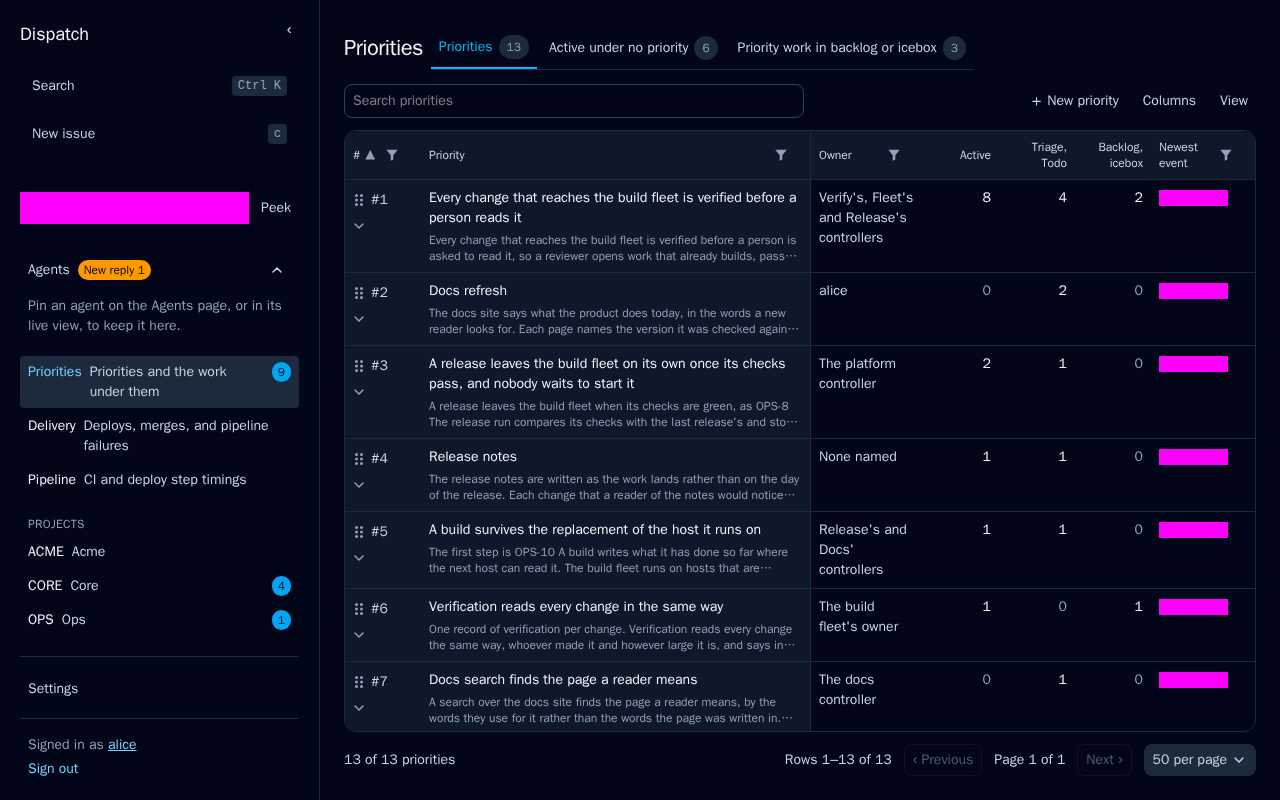 Dispatch
‹
Search
Ctrl K
New issue
C
Peek
Agents
New reply 1
Pin an agent on the Agents page, or in its
live view, to keep it here.
Priorities
Priorities and the work
under them
9
Delivery
Deploys, merges, and pipeline
failures
Pipeline
CI and deploy step timings
PROJECTS
ACME Acme
CORE Core
4
OPS Ops
1
Settings
Signed in as alice
Sign out
Priorities
Priorities 13
Active under no priority 6
Priority work in backlog or icebox 3
Search priorities
+ New priority
Columns
View
# ▲
Priority
Owner
Active
Triage,
Todo
Backlog,
icebox
Newest
event
#1
Every change that reaches the build fleet is verified before a
person reads it
Every change that reaches the build fleet is verified before a person is
asked to read it, so a reviewer opens work that already builds, pass…
Verify's, Fleet's
and Release's
controllers
8
4
2
#2
Docs refresh
The docs site says what the product does today, in the words a new
reader looks for. Each page names the version it was checked again…
alice
0
2
0
#3
A release leaves the build fleet on its own once its checks
pass, and nobody waits to start it
A release leaves the build fleet when its checks are green, as OPS-8
The release run compares its checks with the last release's and sto…
The platform
controller
2
1
0
#4
Release notes
The release notes are written as the work lands rather than on the day
of the release. Each change that a reader of the notes would notice…
None named
1
1
0
#5
A build survives the replacement of the host it runs on
The first step is OPS-10 A build writes what it has done so far where
the next host can read it. The build fleet runs on hosts that are…
Release's and
Docs'
controllers
1
1
0
#6
Verification reads every change in the same way
One record of verification per change. Verification reads every change
the same way, whoever made it and however large it is, and says in…
The build
fleet's owner
1
0
1
#7
Docs search finds the page a reader means
A search over the docs site finds the page a reader means, by the
words they use for it rather than the words the page was written in.…
The docs
controller
0
1
0
13 of 13 priorities
Rows 1–13 of 13
‹ Previous
Page 1 of 1
Next ›
50 per page